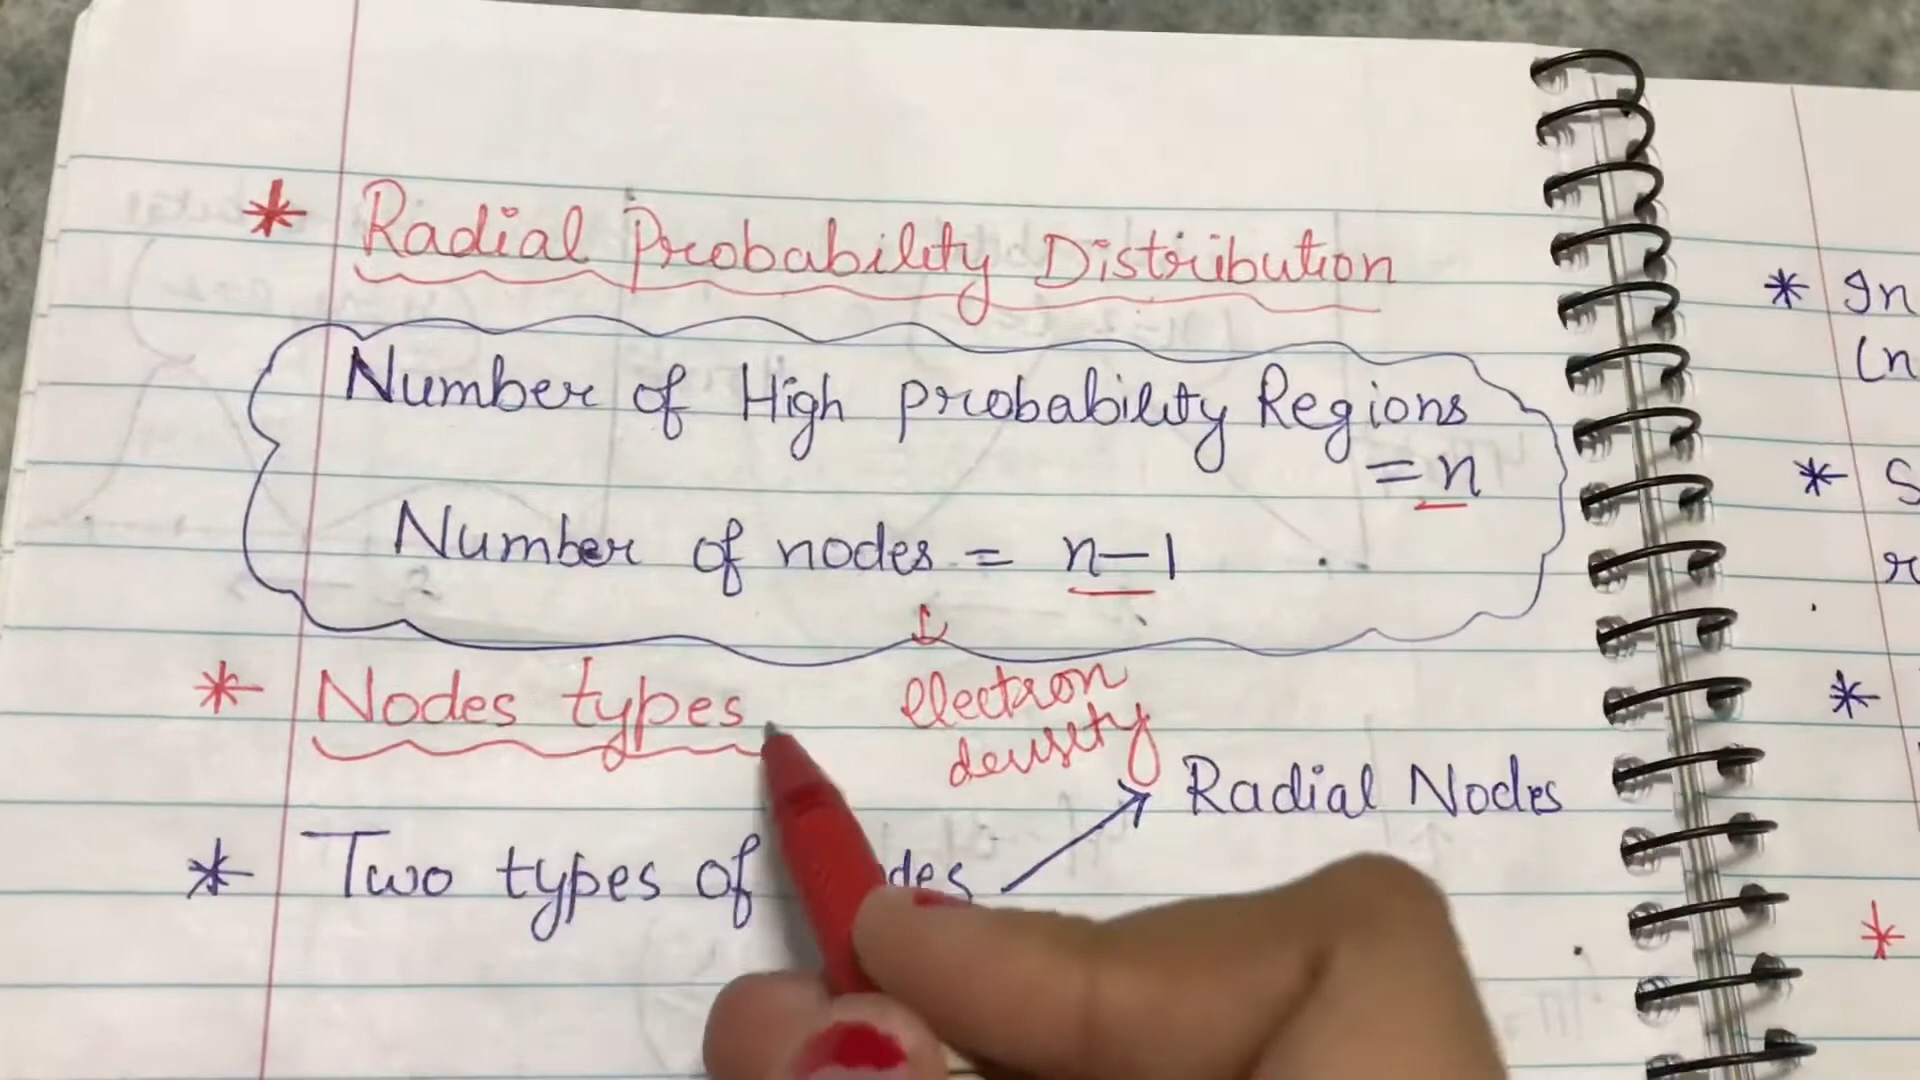 * Radial Probability Distribution
Number of High probability Regions
= n
Number of nodes = n-1
* Nodes types
electron
density
Radial Nodes
* Two types of
* In
(n
* S
r
*
*